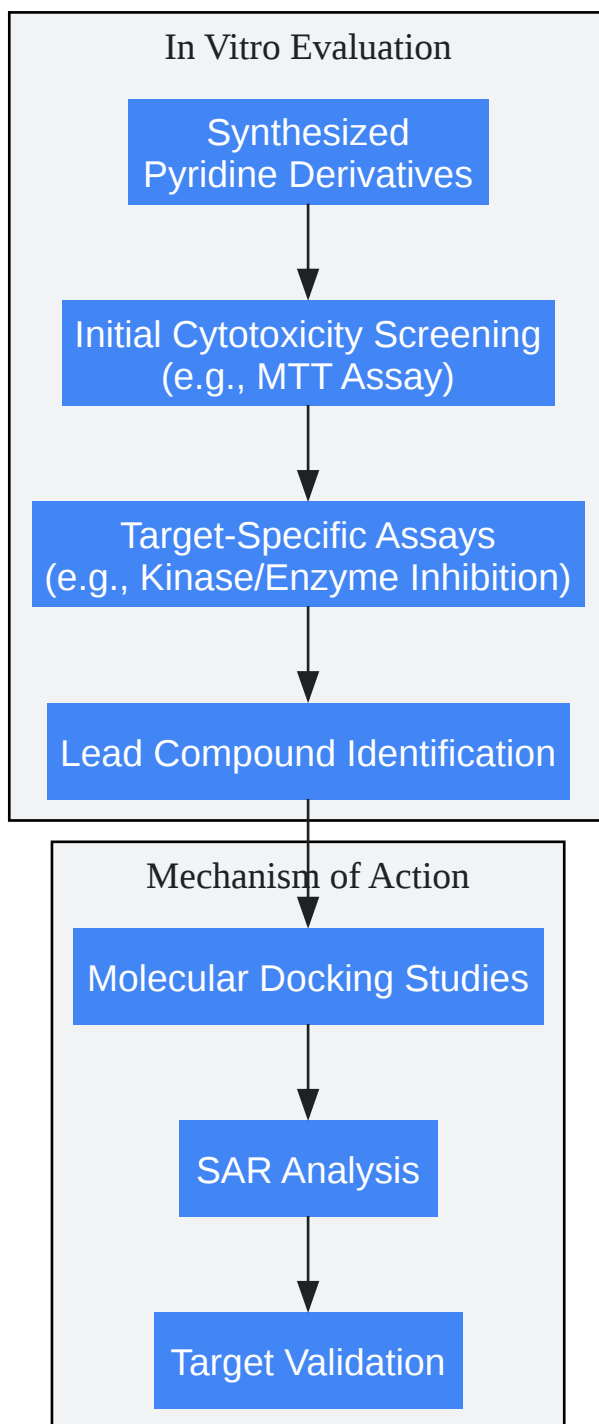 In Vitro Evaluation
Synthesized
Pyridine Derivatives
Initial Cytotoxicity Screening
(e.g., MTT Assay)
Target-Specific Assays
(e.g., Kinase/Enzyme Inhibition)
Lead Compound Identification
Mechanism of Action
Molecular Docking Studies
SAR Analysis
Target Validation